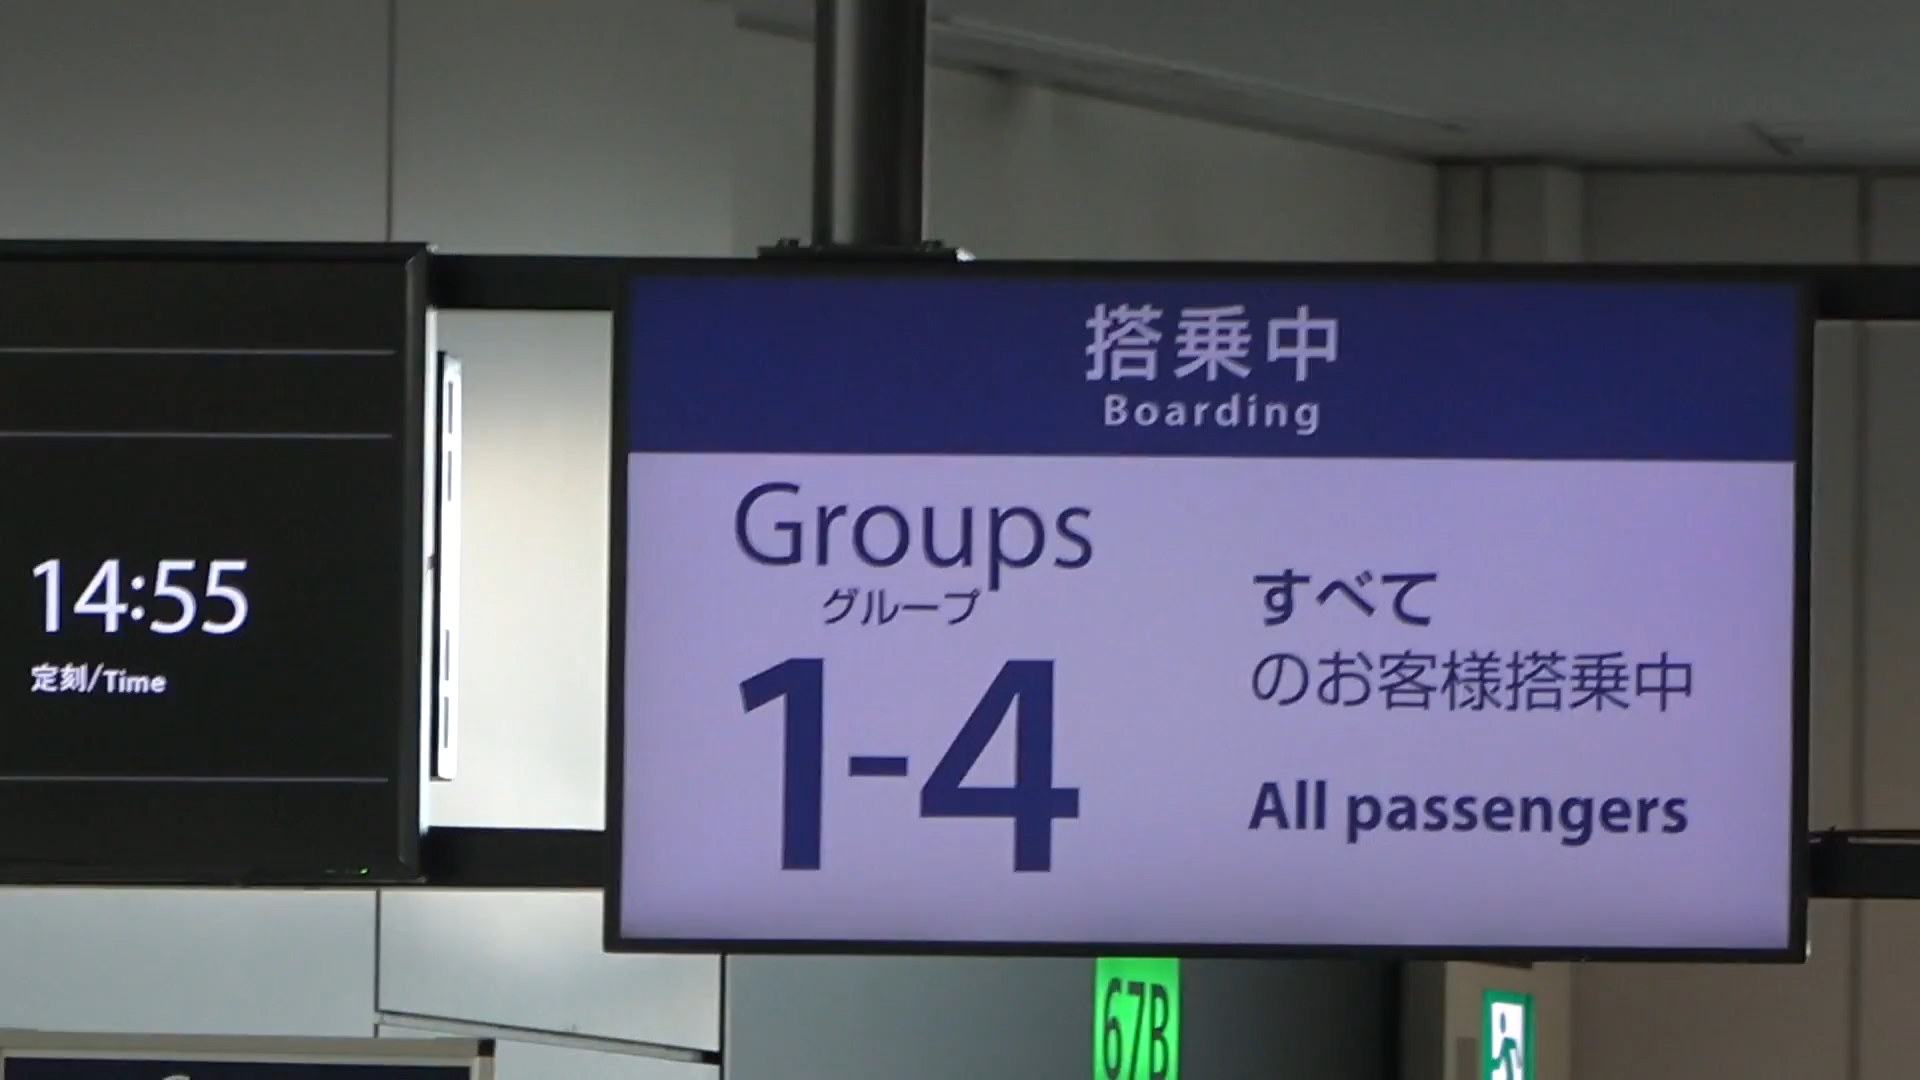 14:55
定刻/Time
搭乗中
Boarding
Groups
グループ
1-4
すべて
のお客様搭乗中
All passengers
67B